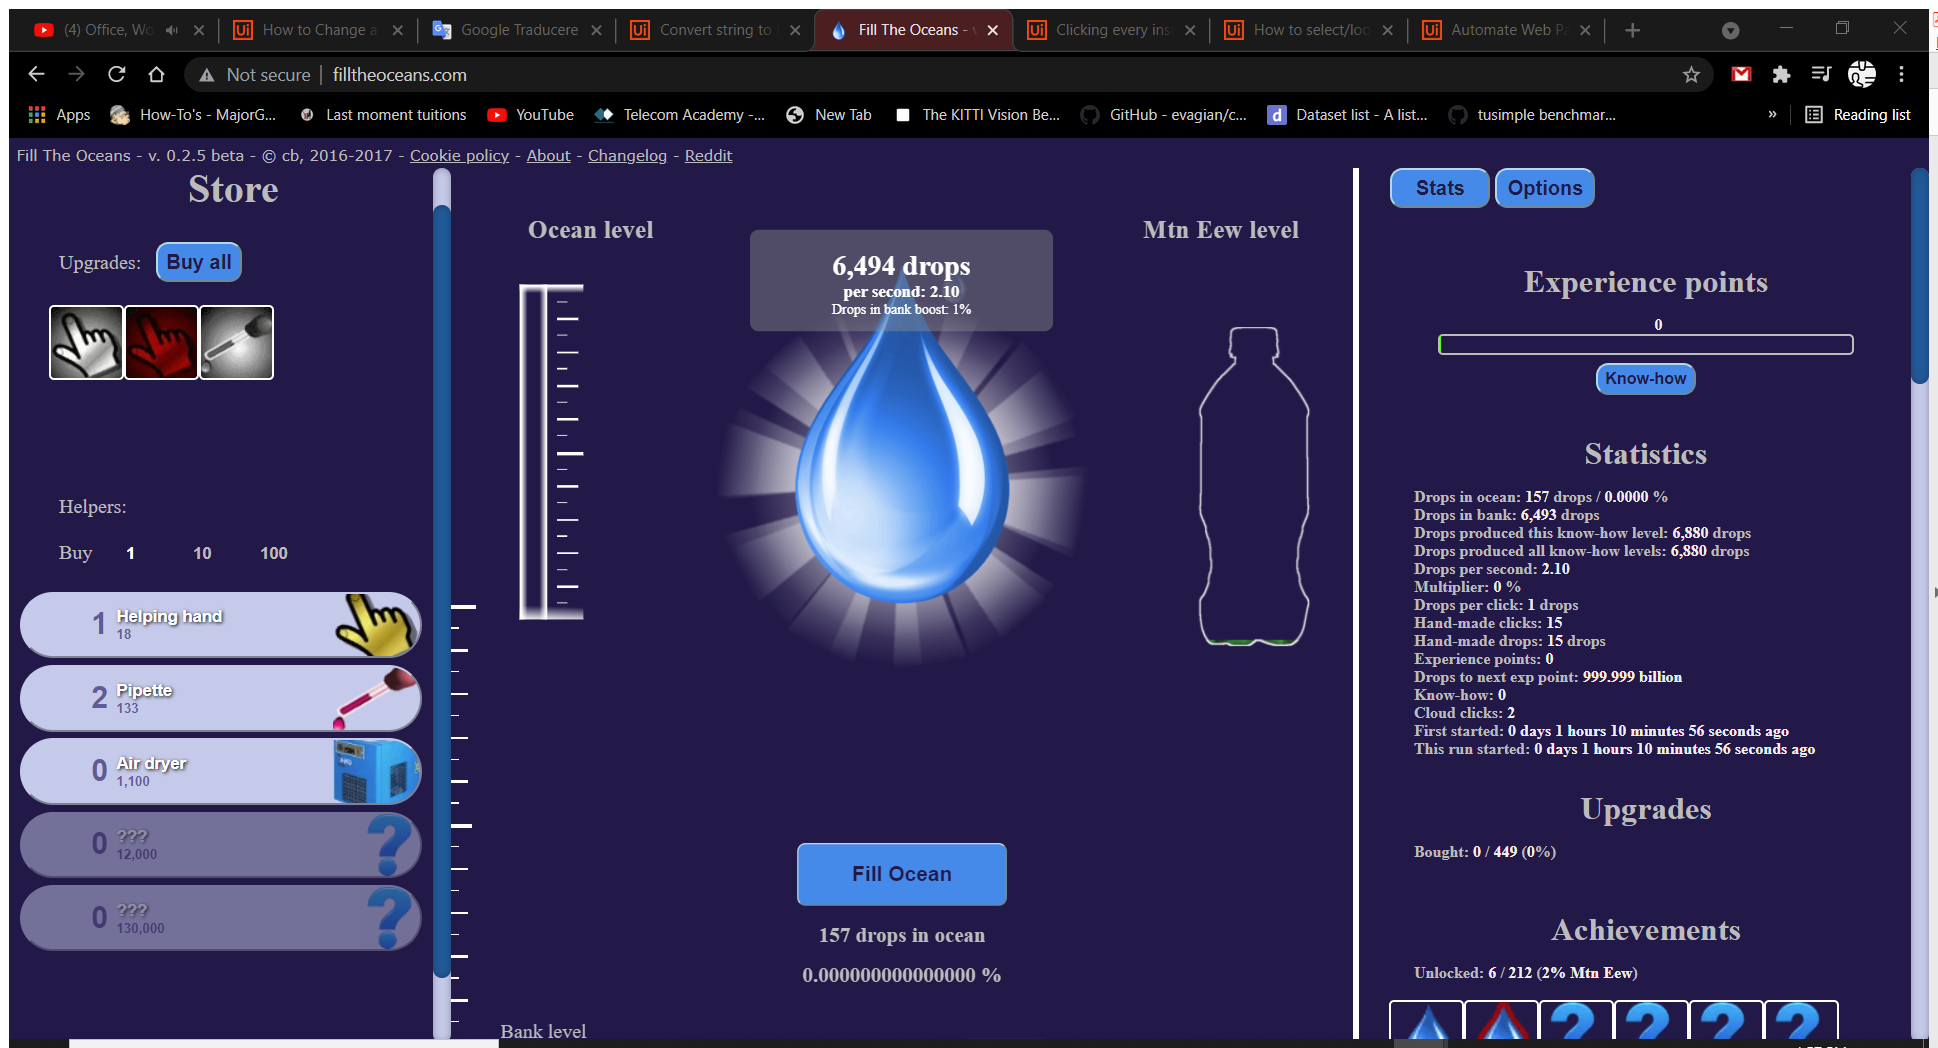 (4) Office, Wo
How to Change a
Google Traducere
Convert string to
Fill The Oceans -
Clicking every inst
How to select/loo
Automate Web Pa
Not secure | filltheoceans.com
Apps
How-To's - MajorG...
Last moment tuitions
YouTube
Telecom Academy -...
New Tab
The KITTI Vision Be...
GitHub - evagian/c...
Dataset list - A list...
tusimple benchmar...
»
Reading list
Fill The Oceans - v. 0.2.5 beta - © cb, 2016-2017 - Cookie policy - About - Changelog - Reddit
Store
Upgrades: Buy all
Helpers:
Buy 1 10 100
1 Helping hand
18
2 Pipette
133
0 Air dryer
1,100
0 ???
12,000
0 ???
130,000
Ocean level
6,494 drops
per second: 2.10
Drops in bank boost: 1%
Mtn Eew level
Fill Ocean
157 drops in ocean
0.000000000000000 %
Bank level
Stats Options
Experience points
0
Know-how
Statistics
Drops in ocean: 157 drops / 0.0000 %
Drops in bank: 6,493 drops
Drops produced this know-how level: 6,880 drops
Drops produced all know-how levels: 6,880 drops
Drops per second: 2.10
Multiplier: 0 %
Drops per click: 1 drops
Hand-made clicks: 15
Hand-made drops: 15 drops
Experience points: 0
Drops to next exp point: 999.999 billion
Know-how: 0
Cloud clicks: 2
First started: 0 days 1 hours 10 minutes 56 seconds ago
This run started: 0 days 1 hours 10 minutes 56 seconds ago
Upgrades
Bought: 0 / 449 (0%)
Achievements
Unlocked: 6 / 212 (2% Mtn Eew)